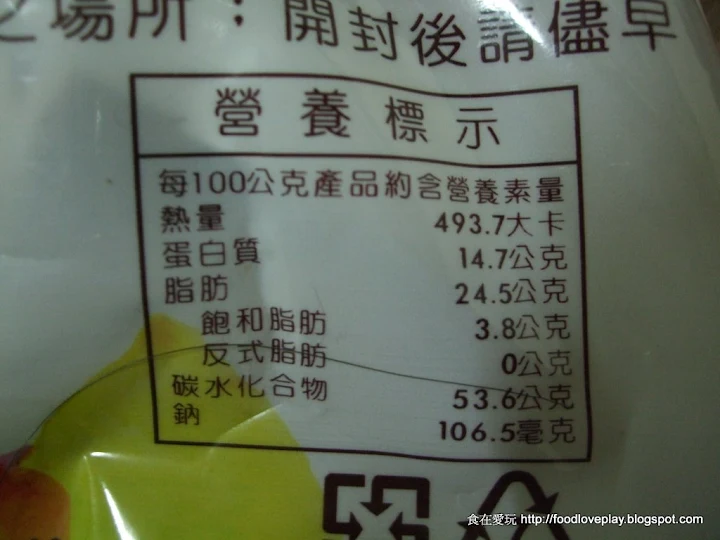 之場所；開封後請儘早
營養標示
每100公克產品約含營養素量
熱量 493.7大卡
蛋白質 14.7公克
脂肪 24.5公克
飽和脂肪 3.8公克
反式脂肪 0公克
碳水化合物 53.6公克
鈉 106.5毫克
食在愛玩 http://foodloveplay.blogspot.com